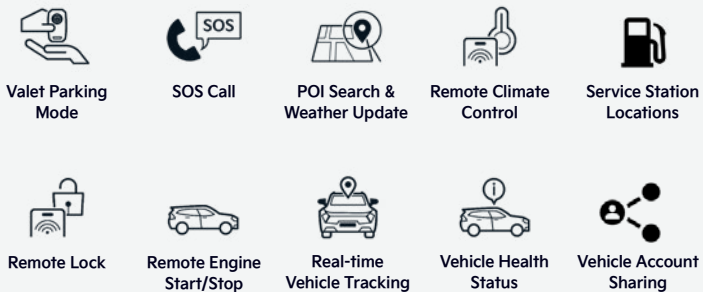 SOS
Valet Parking
Mode
SOS Call
POI Search &
Weather Update
Remote Climate
Control
Service Station
Locations
Remote Lock
Remote Engine
Start/Stop
Real-time
Vehicle Tracking
Vehicle Health
Status
Vehicle Account
Sharing